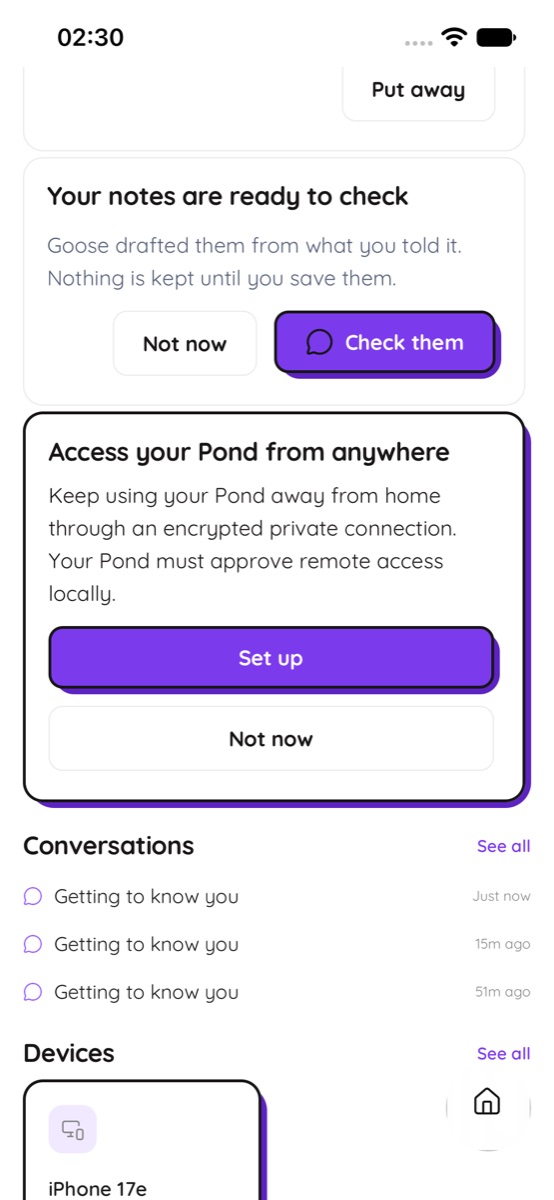 02:30
Put away
Your notes are ready to check
Goose drafted them from what you told it.
Nothing is kept until you save them.
Not now
Check them
Access your Pond from anywhere
Keep using your Pond away from home
through an encrypted private connection.
Your Pond must approve remote access
locally.
Set up
Not now
Conversations
See all
Getting to know you
Just now
Getting to know you
15m ago
Getting to know you
51m ago
Devices
See all
iPhone 17e